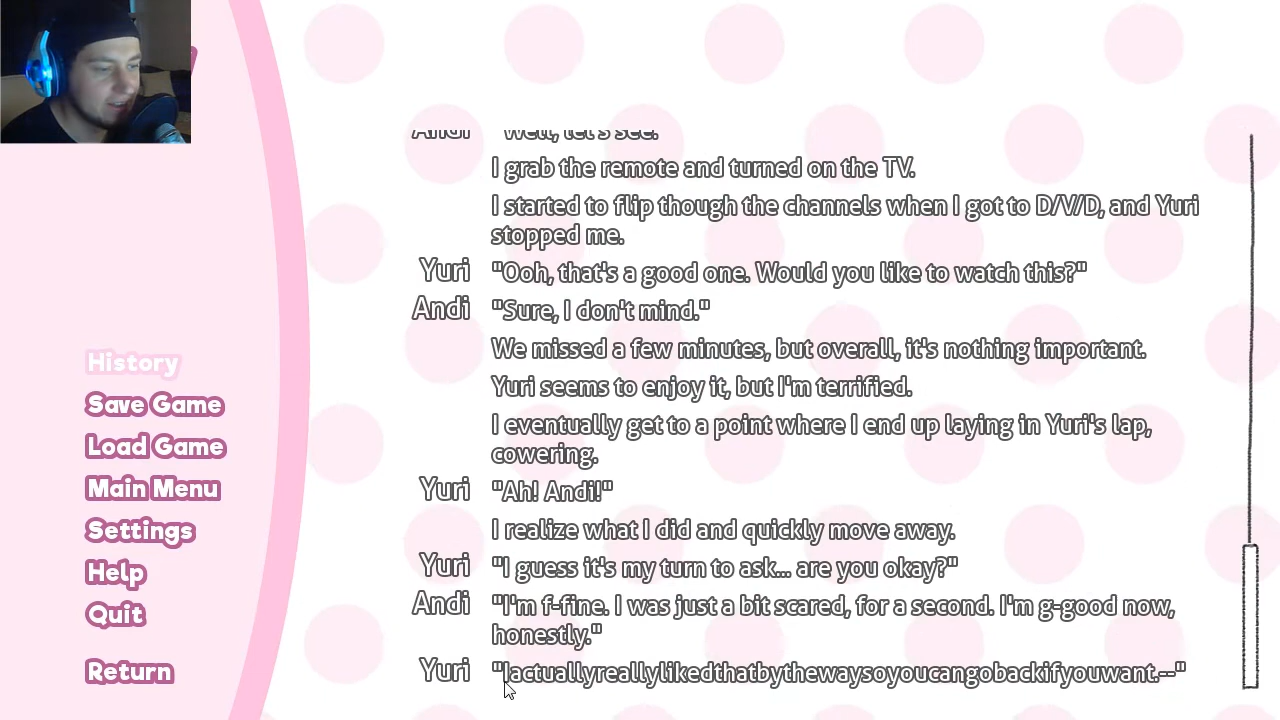 Andi "Well, let's see.
I grab the remote and turned on the TV.
I started to flip though the channels when I got to D/V/D, and Yuri
stopped me.
Yuri "Ooh, that's a good one. Would you like to watch this?"
Andi "Sure, I don't mind."
We missed a few minutes, but overall, it's nothing important.
Yuri seems to enjoy it, but I'm terrified.
I eventually get to a point where I end up laying in Yuri's lap,
cowering.
Yuri "Ah! Andi!"
I realize what I did and quickly move away.
Yuri "I guess it's my turn to ask... are you okay?"
Andi "I'm f-fine. I was just a bit scared, for a second. I'm g-good now,
honestly."
Yuri "Iactuallyreallylikedthatbythewaysoyoucangobackifyouwant.--"
History
Save Game
Load Game
Main Menu
Settings
Help
Quit
Return